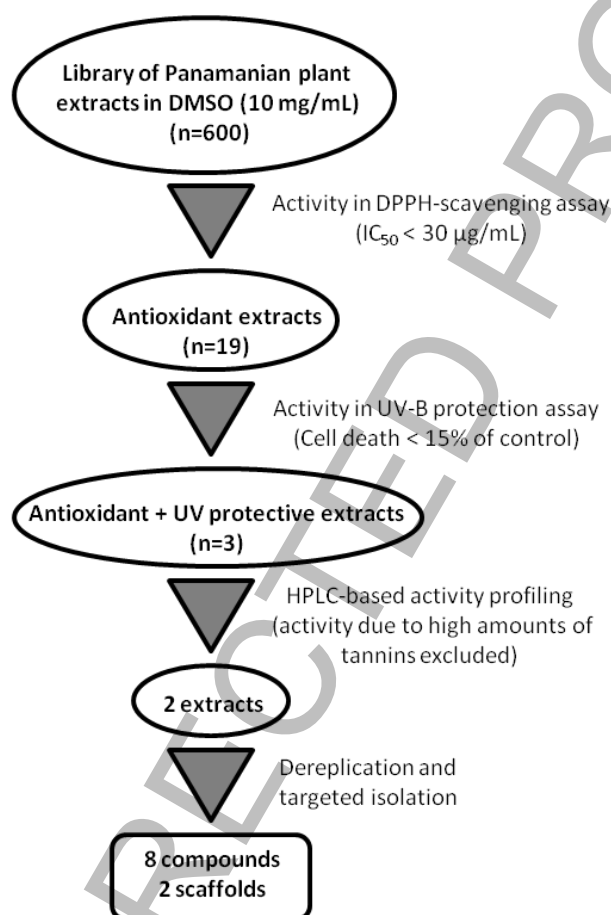 Library of Panamanian plant
extracts in DMSO (10 mg/mL)
(n=600)
Activity in DPPH-scavenging assay
(IC50 < 30 µg/mL)
Antioxidant extracts
(n=19)
Activity in UV-B protection assay
(Cell death < 15% of control)
Antioxidant + UV protective extracts
(n=3)
HPLC-based activity profiling
(activity due to high amounts of
tannins excluded)
2 extracts
Dereplication and
targeted isolation
8 compounds
2 scaffolds
RECTED PRO